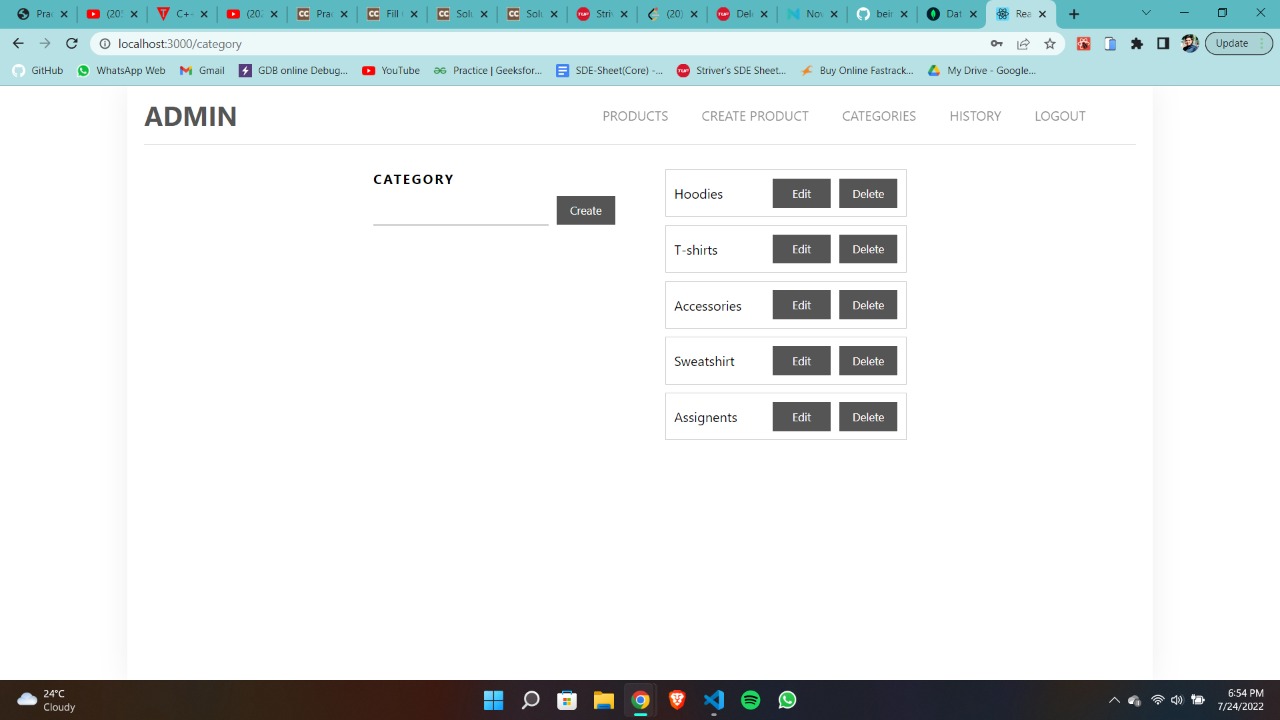 Pra
(20:
C++
(20:
Prac
Fill
Solu
Solu
Striv
(20)
Dele
Nov
bein
Dat
Rea
localhost:3000/category
Update
GitHub WhatsApp Web Gmail GDB online Debug... YouTube Practice | Geeksfor... SDE-Sheet(Core) -... Striver's SDE Sheet... Buy Online Fastrack... My Drive - Google...
ADMIN PRODUCTS CREATE PRODUCT CATEGORIES HISTORY LOGOUT
CATEGORY
Create
Hoodies Edit Delete
T-shirts Edit Delete
Accessories Edit Delete
Sweatshirt Edit Delete
Assignents Edit Delete
24°C
Cloudy
6:54 PM
7/24/2022